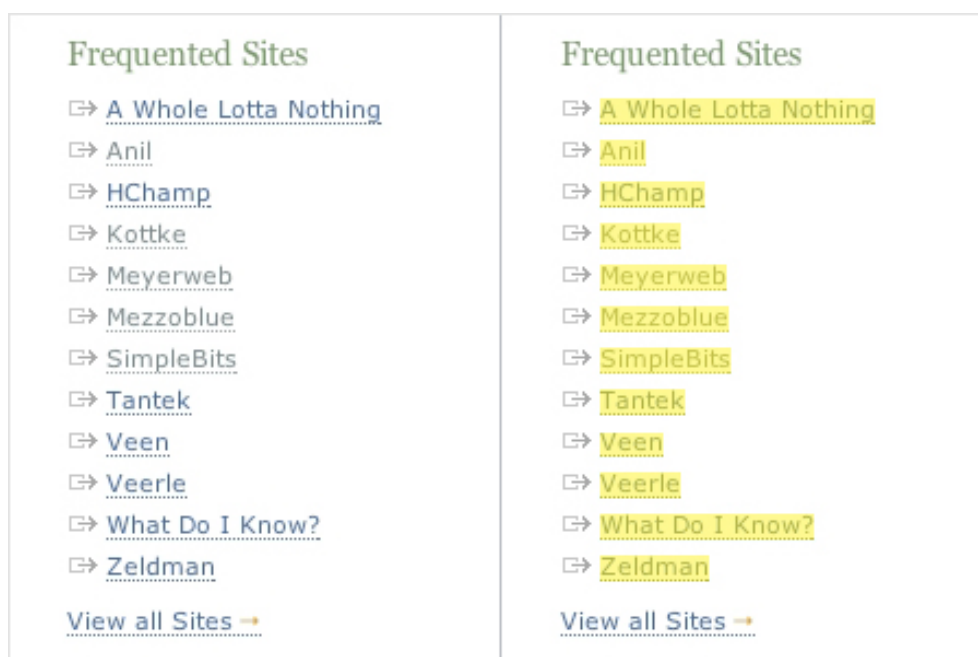 Frequented Sites
A Whole Lotta Nothing
Anil
HChamp
Kottke
Meyerweb
Mezzoblue
SimpleBits
Tantek
Veen
Veerle
What Do I Know?
Zeldman
View all Sites →
Frequented Sites
A Whole Lotta Nothing
Anil
HChamp
Kottke
Meyerweb
Mezzoblue
SimpleBits
Tantek
Veen
Veerle
What Do I Know?
Zeldman
View all Sites →